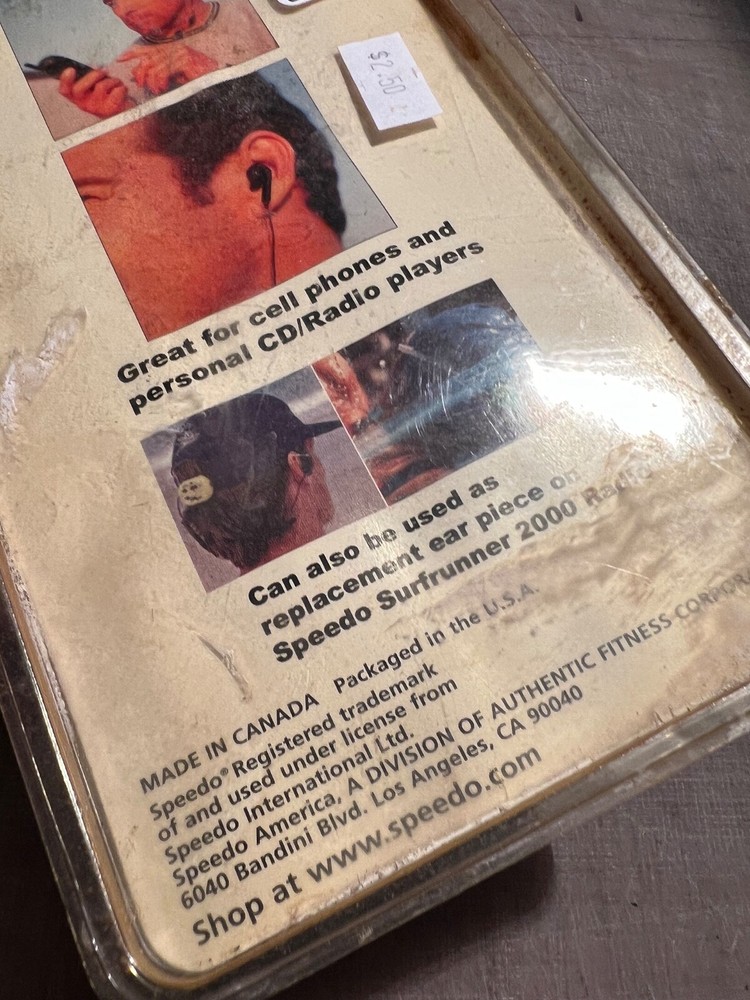 $2.50
Great for cell phones and
personal CD/Radio players
Can also be used as
replacement ear piece on
Speedo Surfrunner 2000 Radio
MADE IN CANADA Packaged in the U.S.A.
Speedo® Registered trademark
of and used under license from
Speedo International Ltd.
Speedo America, A DIVISION OF AUTHENTIC FITNESS
6040 Bandini Blvd. Los Angeles, CA 90040
Shop at www.speedo.com